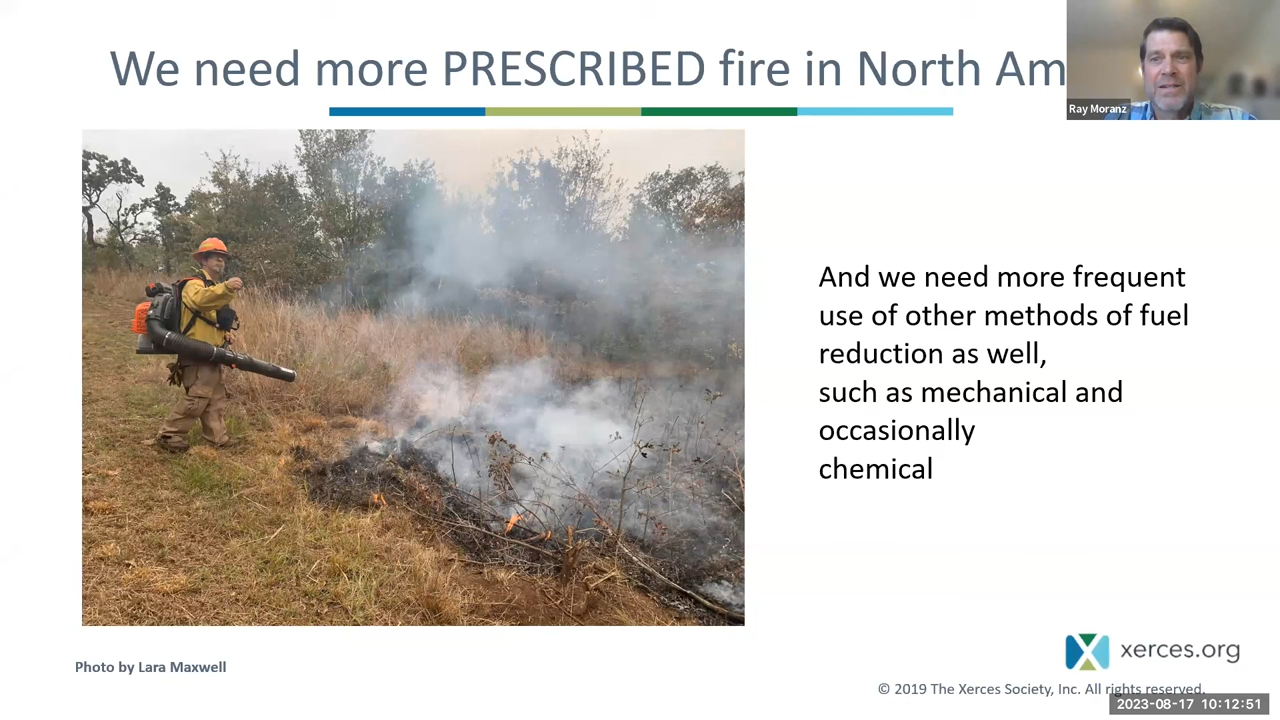 We need more PRESCRIBED fire in North Am
Ray Moranz
And we need more frequent
use of other methods of fuel
reduction as well,
such as mechanical and
occasionally
chemical
Photo by Lara Maxwell
xerces.org
© 2019 The Xerces Society, Inc. All rights reserved.
2023-08-17 10:12:51